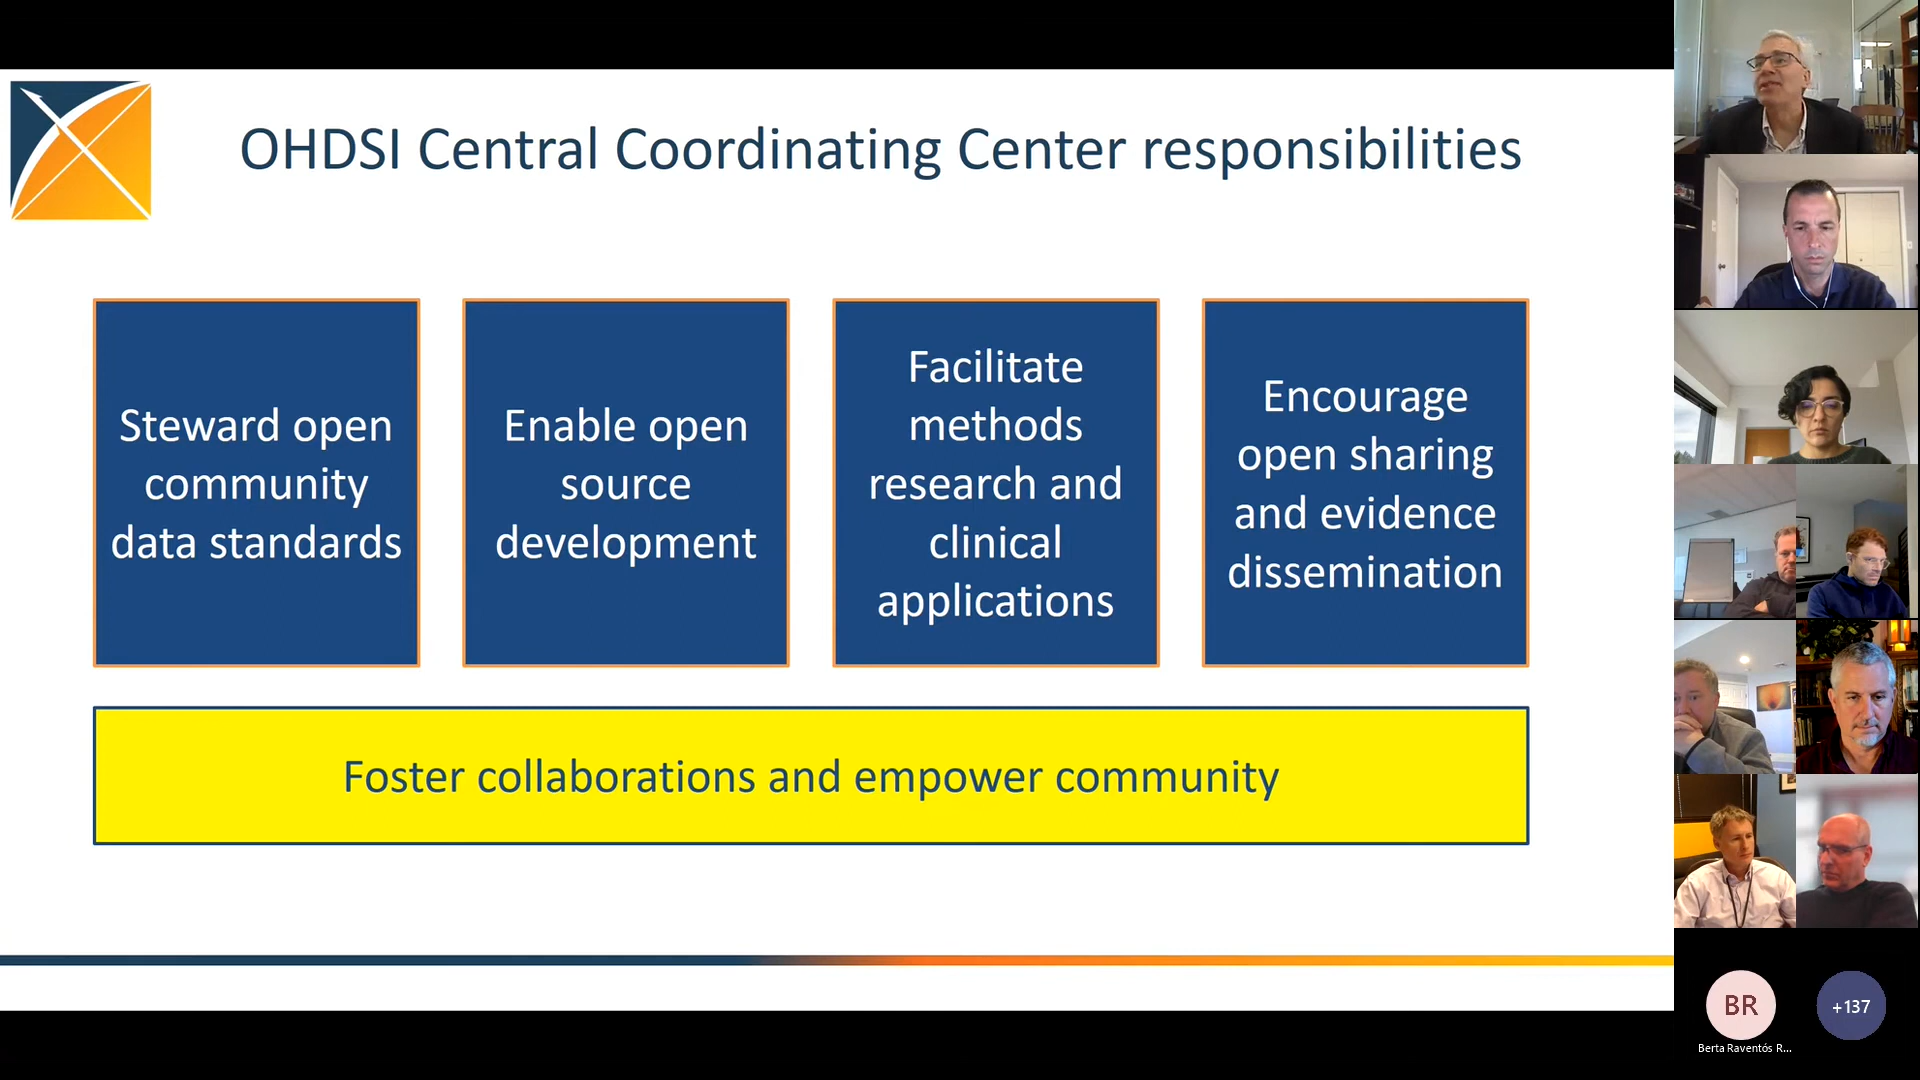 OHDSI Central Coordinating Center responsibilities
Steward open
community
data standards
Enable open
source
development
Facilitate
methods
research and
clinical
applications
Encourage
open sharing
and evidence
dissemination
Foster collaborations and empower community
BR
Berta Raventós R...
+137